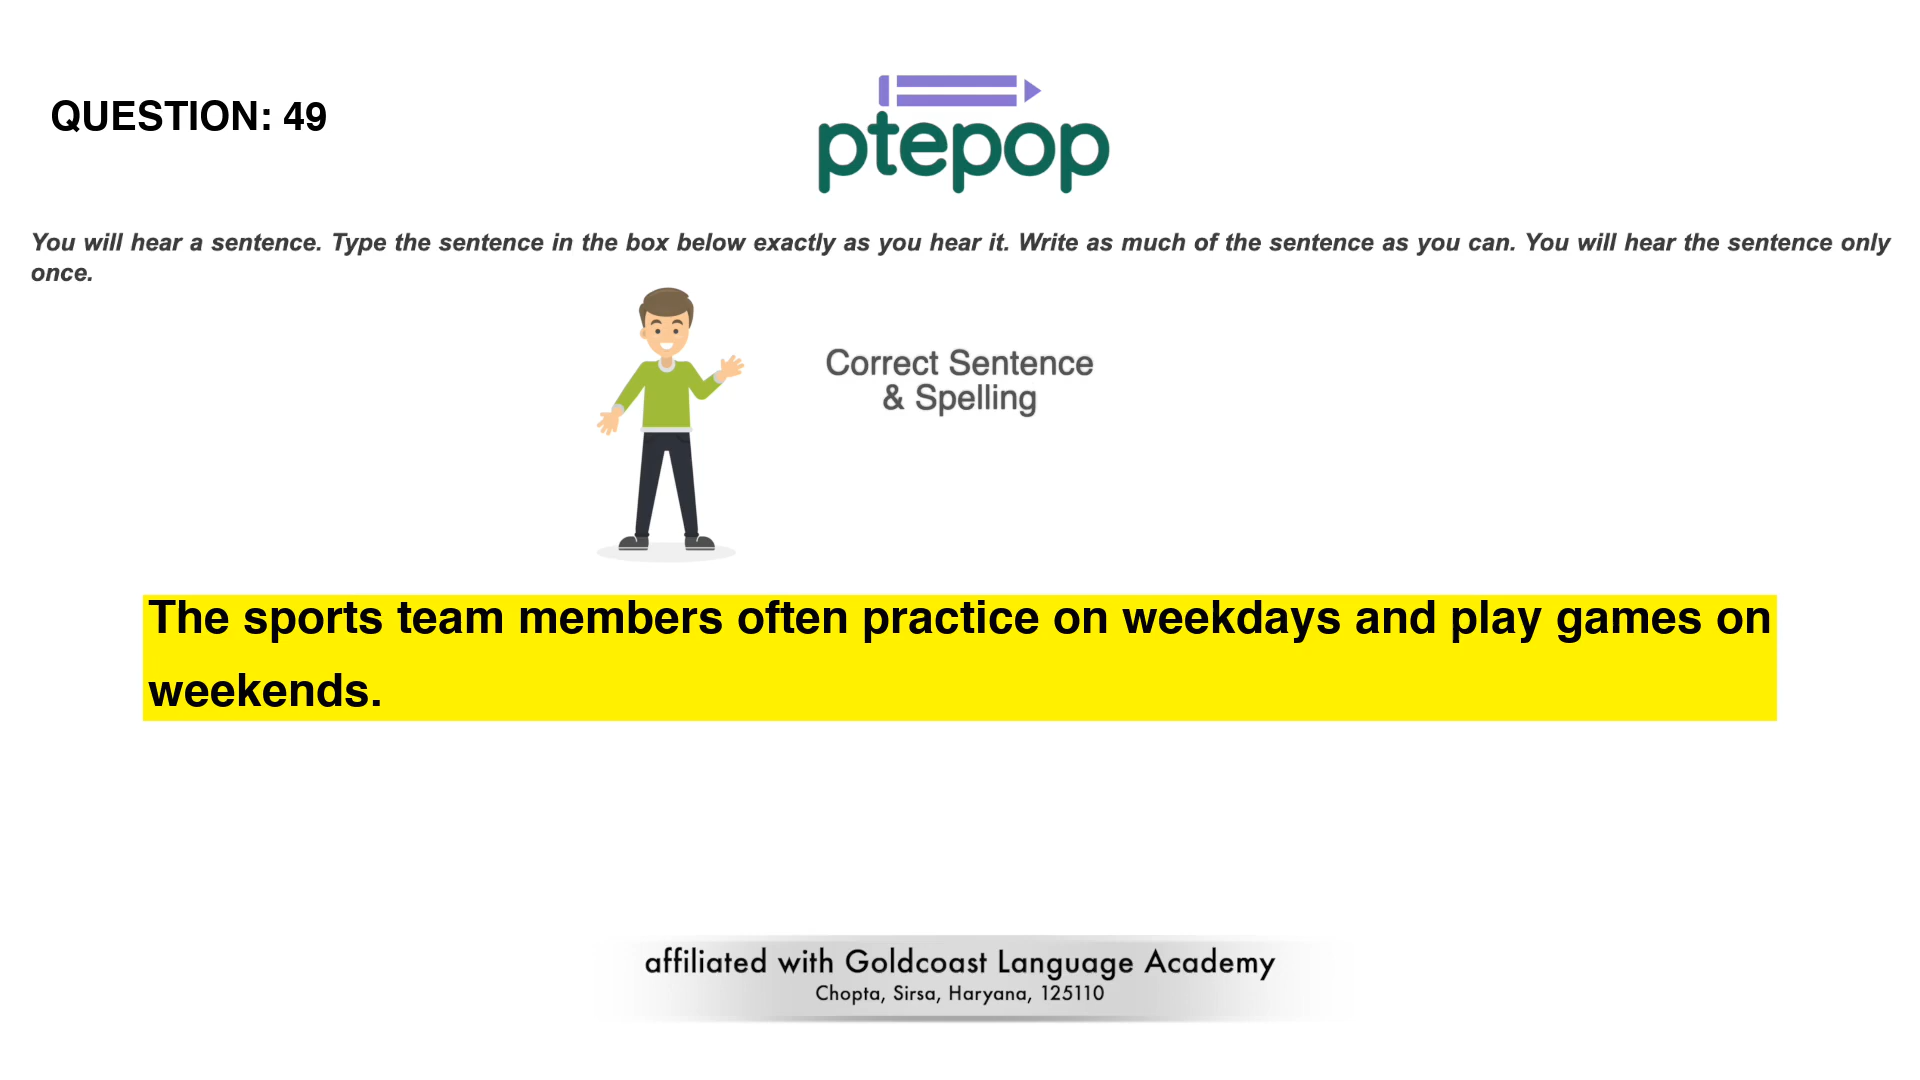 QUESTION: 49
ptepop
You will hear a sentence. Type the sentence in the box below exactly as you hear it. Write as much of the sentence as you can. You will hear the sentence only
once.
Correct Sentence
& Spelling
The sports team members often practice on weekdays and play games on
weekends.
affiliated with Goldcoast Language Academy
Chopta, Sirsa, Haryana, 125110